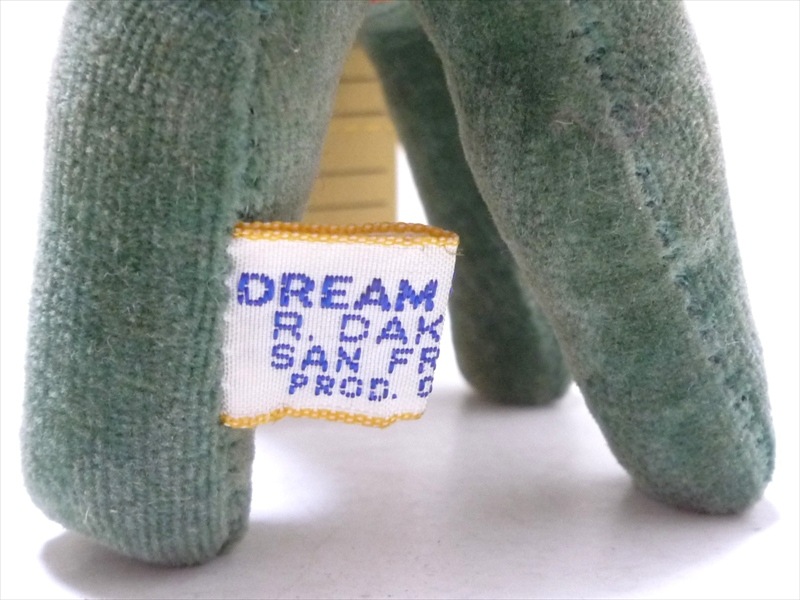 DREAM
R. DAK
SAN FR
PROD. O